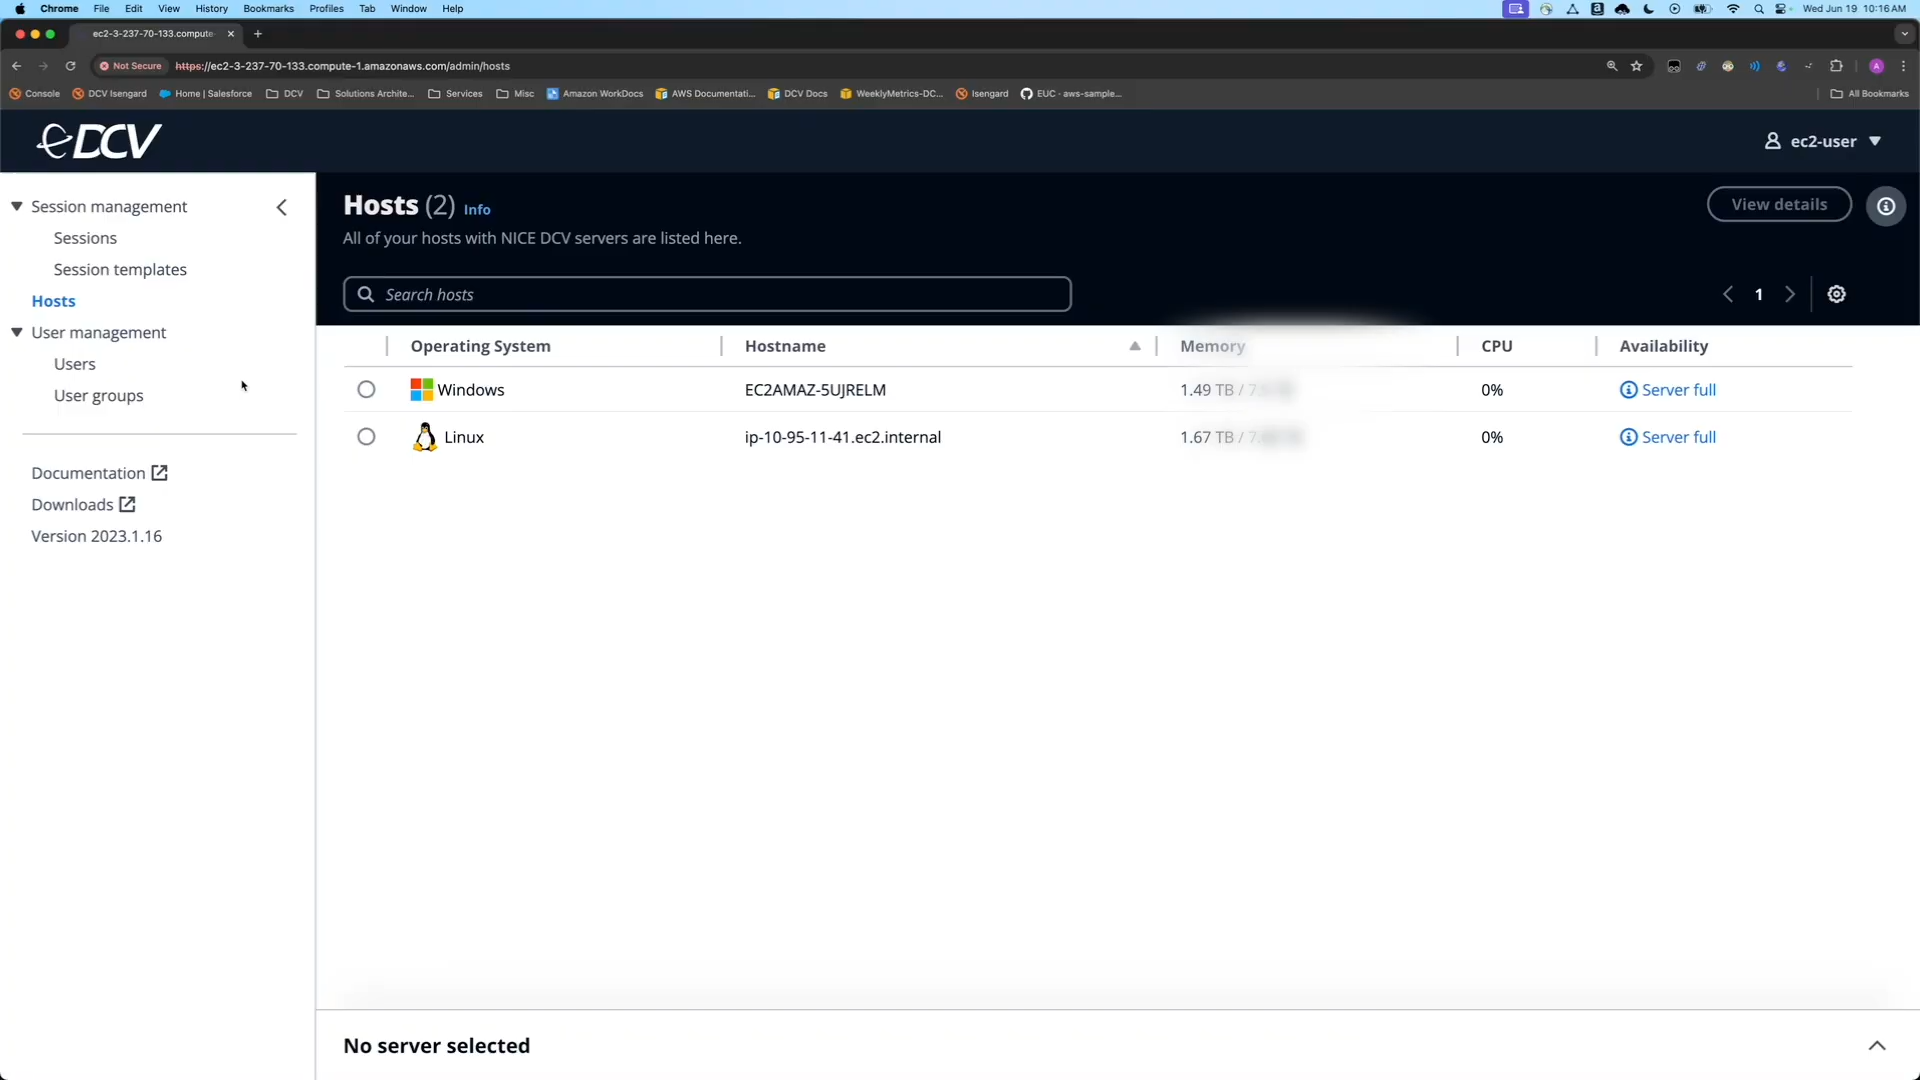 Chrome File Edit View History Bookmarks Profiles Tab Window Help
Wed Jun 19 10:16 AM
ec2-3-237-70-133.compute-
Not Secure https://ec2-3-237-70-133.compute-1.amazonaws.com/admin/hosts
A
Console DCV Isengard Home | Salesforce DCV Solutions Archite... Services Misc Amazon WorkDocs AWS Documentati... DCV Docs WeeklyMetrics-DC... Isengard EUC - aws-sample... All Bookmarks
DCV
ec2-user
Session management
Sessions
Session templates
Hosts
User management
Users
User groups
Documentation
Downloads
Version 2023.1.16
Hosts (2) Info
View details
All of your hosts with NICE DCV servers are listed here.
Search hosts
1
Operating System Hostname Memory CPU Availability
Windows EC2AMAZ-5UJRELM 1.49 TB / 0% Server full
Linux ip-10-95-11-41.ec2.internal 1.67 TB / 0% Server full
No server selected